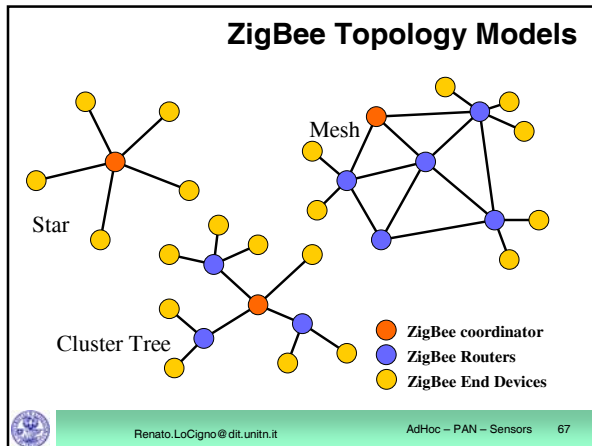 ZigBee Topology Models
Mesh
Star
Cluster Tree
ZigBee coordinator
ZigBee Routers
ZigBee End Devices
Renato.LoCigno@dit.unitn.it
AdHoc – PAN – Sensors 67